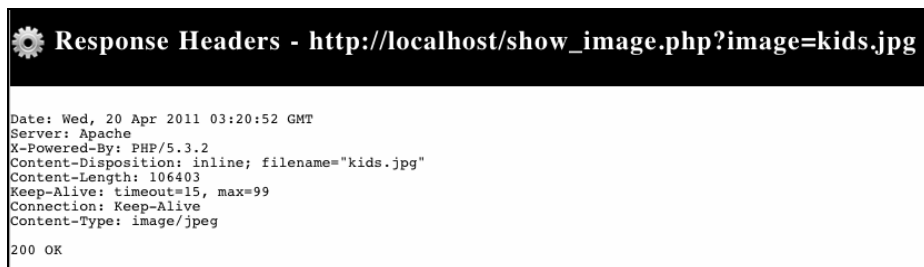 Response Headers - http://localhost/show_image.php?image=kids.jpg
Date: Wed, 20 Apr 2011 03:20:52 GMT
Server: Apache
X-Powered-By: PHP/5.3.2
Content-Disposition: inline; filename="kids.jpg"
Content-Length: 106403
Keep-Alive: timeout=15, max=99
Connection: Keep-Alive
Content-Type: image/jpeg
200 OK